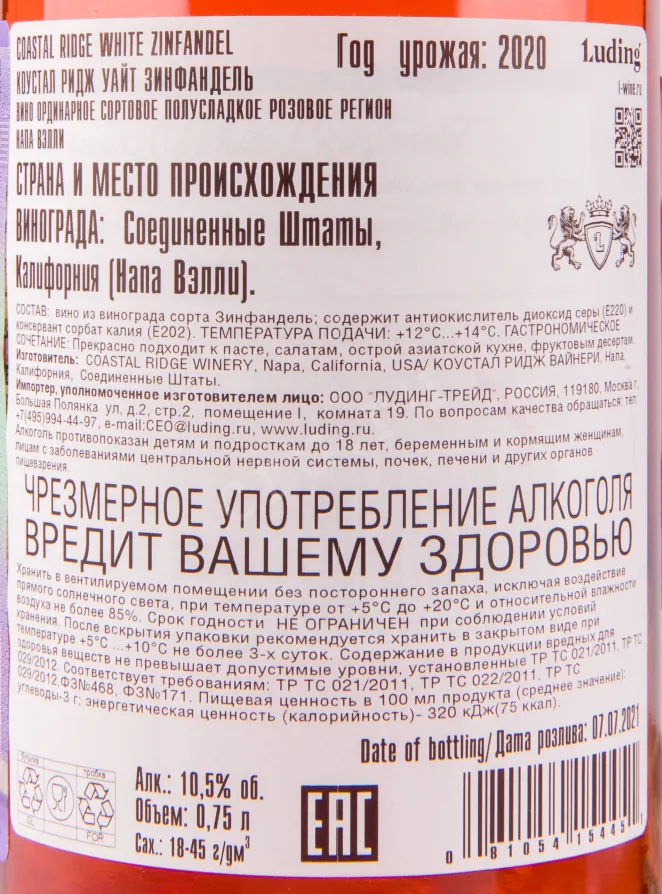 COASTAL RIDGE WHITE ZINFANDEL
Год урожая: 2020
Luding
l-wine.ru
КОУСТАЛ РИДЖ УАЙТ ЗИНФАНДЕЛЬ
ВИНО ОРДИНАРНОЕ СОРТОВОЕ ПОЛУСЛАДКОЕ РОЗОВОЕ РЕГИОН
НАПА ВЭЛЛИ
СТРАНА И МЕСТО ПРОИСХОЖДЕНИЯ
ВИНОГРАДА: Соединенные Штаты,
Калифорния (Напа Вэлли).
L
СОСТАВ: вино из винограда сорта Зинфандель; содержит антиокислитель диоксид серы (Е220) и
консервант сорбат калия (Е202). ТЕМПЕРАТУРА ПОДАЧИ: +12°С...+14°С. ГАСТРОНОМИЧЕСКОЕ
СОЧЕТАНИЕ: Прекрасно подходит к пасте, салатам, острой азиатской кухне, фруктовым десертам.
Изготовитель: COASTAL RIDGE WINERY, Napa, California, USA/ КОУСТАЛ РИДЖ ВАЙНЕРИ. Напа,
Калифорния, Соединенные Штаты.
Импортер, уполномоченное изготовителем лицо: ООО "ЛУДИНГ-ТРЕЙД", РОССИЯ, 119180, Москва г,
Большая Полянка ул, д.2, стр.2, помещение I, комната 19. По вопросам качества обращаться: тел
+7(495)994-44-97, e-mail:CEO@luding.ru, www.luding.ru.
Алкоголь противопоказан детям и подросткам до 18 лет, беременным и кормящим женщинам,
лицам с заболеваниями центральной нервной системы, почек, печени и других органов
пищеварения.
ЧРЕЗМЕРНОЕ УПОТРЕБЛЕНИЕ АЛКОГОЛЯ
ВРЕДИТ ВАШЕМУ ЗДОРОВЬЮ
Хранить в вентилируемом помещении без постороннего запаха, исключая воздействие
прямого солнечного света, при температуре от +5°С до +20°С и относительной влажности
воздуха не более 85%. Срок годности НЕ ОГРАНИЧЕН при соблюдении условий
хранения. После вскрытия упаковки рекомендуется хранить в закрытом виде при
температуре +5°С ...+10°С не более 3-х суток. Содержание в продукции вредных для
здоровья веществ не превышает допустимые уровни, установленные ТР ТС 021/2011, ТР ТС
029/2012. Соответствует требованиям: ТР ТС 021/2011, ТР ТС 022/2011. ТР ТС
029/2012,ФЗ№468, ФЗ№171. Пищевая ценность в 100 мл продукта (среднее значение):
углеводы-3 г; энергетическая ценность (калорийность)- 320 кДж(75 ккал).
Date of bottling/Дата розлива: 07.07.2021
бутылка
пробка
GL
FOR
Алк.: 10,5% об.
Объем: 0,75 л
Сах.: 18-45 г/дм³
EAC
0 81054 15445